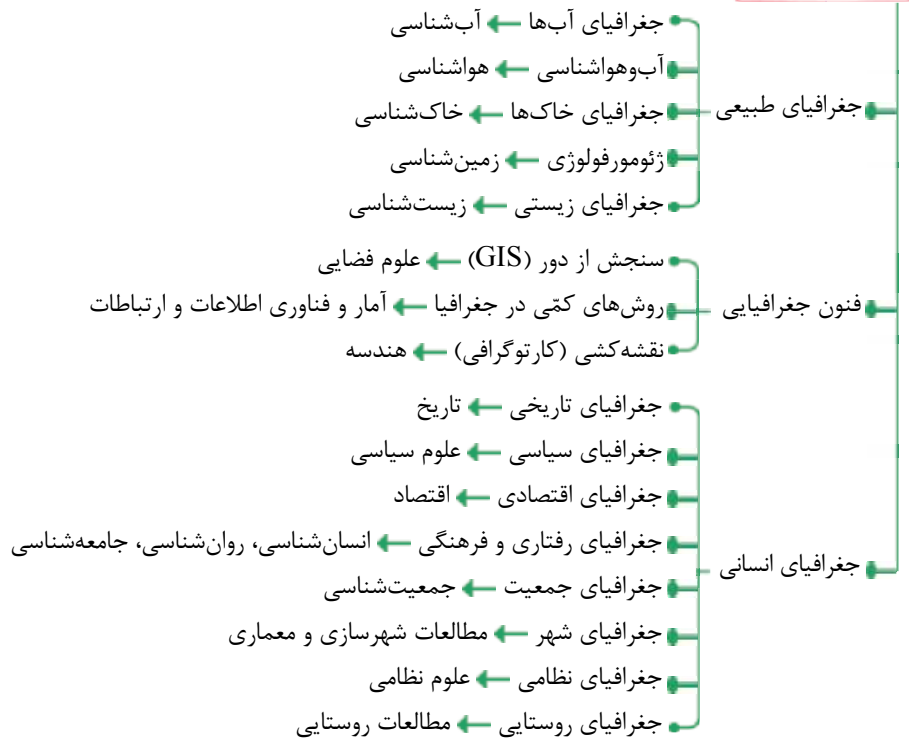 جغرافیای طبیعی
جغرافیای آب‌ها ← آب‌شناسی
آب‌وهواشناسی ← هواشناسی
جغرافیای خاک‌ها ← خاک‌شناسی
ژئومورفولوژی ← زمین‌شناسی
جغرافیای زیستی ← زیست‌شناسی
فنون جغرافیایی
سنجش از دور (GIS) ← علوم فضایی
روش‌های کمّی در جغرافیا ← آمار و فناوری اطلاعات و ارتباطات
نقشه‌کشی (کارتوگرافی) ← هندسه
جغرافیای انسانی
جغرافیای تاریخی ← تاریخ
جغرافیای سیاسی ← علوم سیاسی
جغرافیای اقتصادی ← اقتصاد
جغرافیای رفتاری و فرهنگی ← انسان‌شناسی، روان‌شناسی، جامعه‌شناسی
جغرافیای جمعیت ← جمعیت‌شناسی
جغرافیای شهر ← مطالعات شهرسازی و معماری
جغرافیای نظامی ← علوم نظامی
جغرافیای روستایی ← مطالعات روستایی